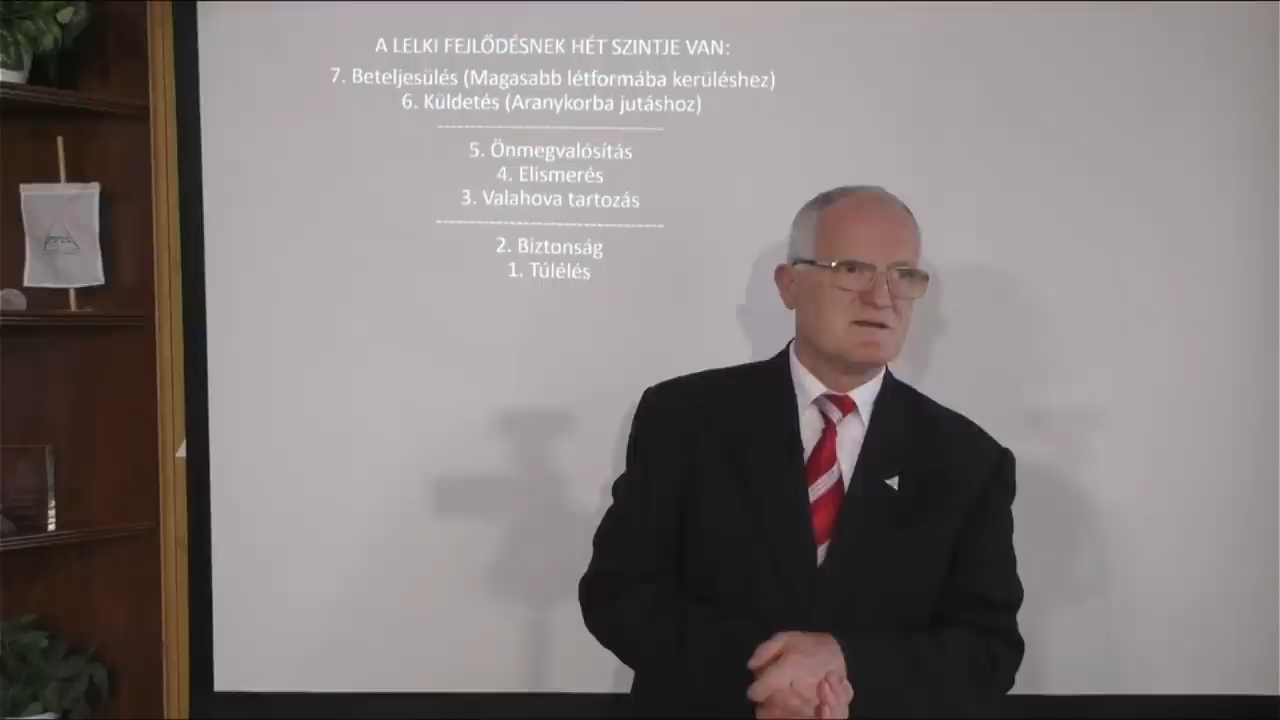 A LELKI FEJLŐDÉSNEK HÉT SZINTJE VAN:
7. Beteljesülés (Magasabb létformába kerüléshez)
6. Küldetés (Aranykorba jutáshoz)
5. Önmegvalósítás
4. Elismerés
3. Valahova tartozás
2. Biztonság
1. Túlélés